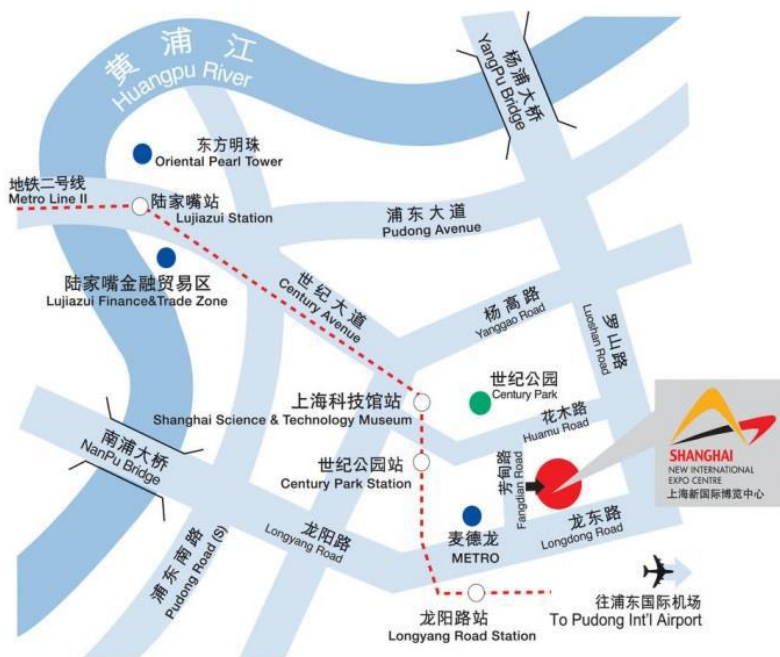 黄浦江
Huangpu River
杨浦大桥
YangPu Bridge
东方明珠
Oriental Pearl Tower
地铁二号线
Metro Line II
陆家嘴站
Lujiazui Station
浦东大道
Pudong Avenue
陆家嘴金融贸易区
Lujiazui Finance&Trade Zone
世纪大道
Century Avenue
杨高路
Yanggao Road
罗山路
Luoshan Road
世纪公园
Century Park
上海科技馆站
Shanghai Science & Technology Museum
花木路
Huamu Road
SHANGHAI
NEW INTERNATIONAL
EXPO CENTRE
上海新国际博览中心
南浦大桥
NanPu Bridge
世纪公园站
Century Park Station
芳甸路
Fangdian Road
龙阳路
Longyang Road
麦德龙
METRO
龙东路
Longdong Road
浦东南路
Pudong Road (S)
龙阳路站
Longyang Road Station
往浦东国际机场
To Pudong Int'l Airport